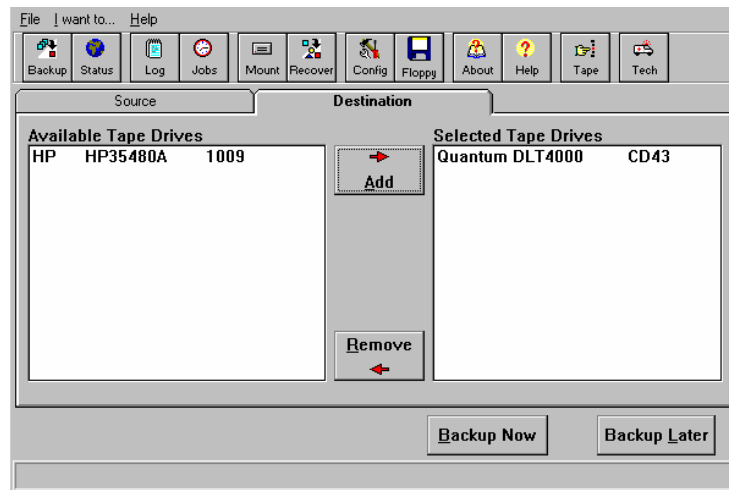 File I want to... Help
Backup Status Log Jobs Mount Recover Config Floppy About Help Tape Tech
Source Destination
Available Tape Drives Selected Tape Drives
HP HP35480A 1009 Quantum DLT4000 CD43
Add
Remove
Backup Now Backup Later